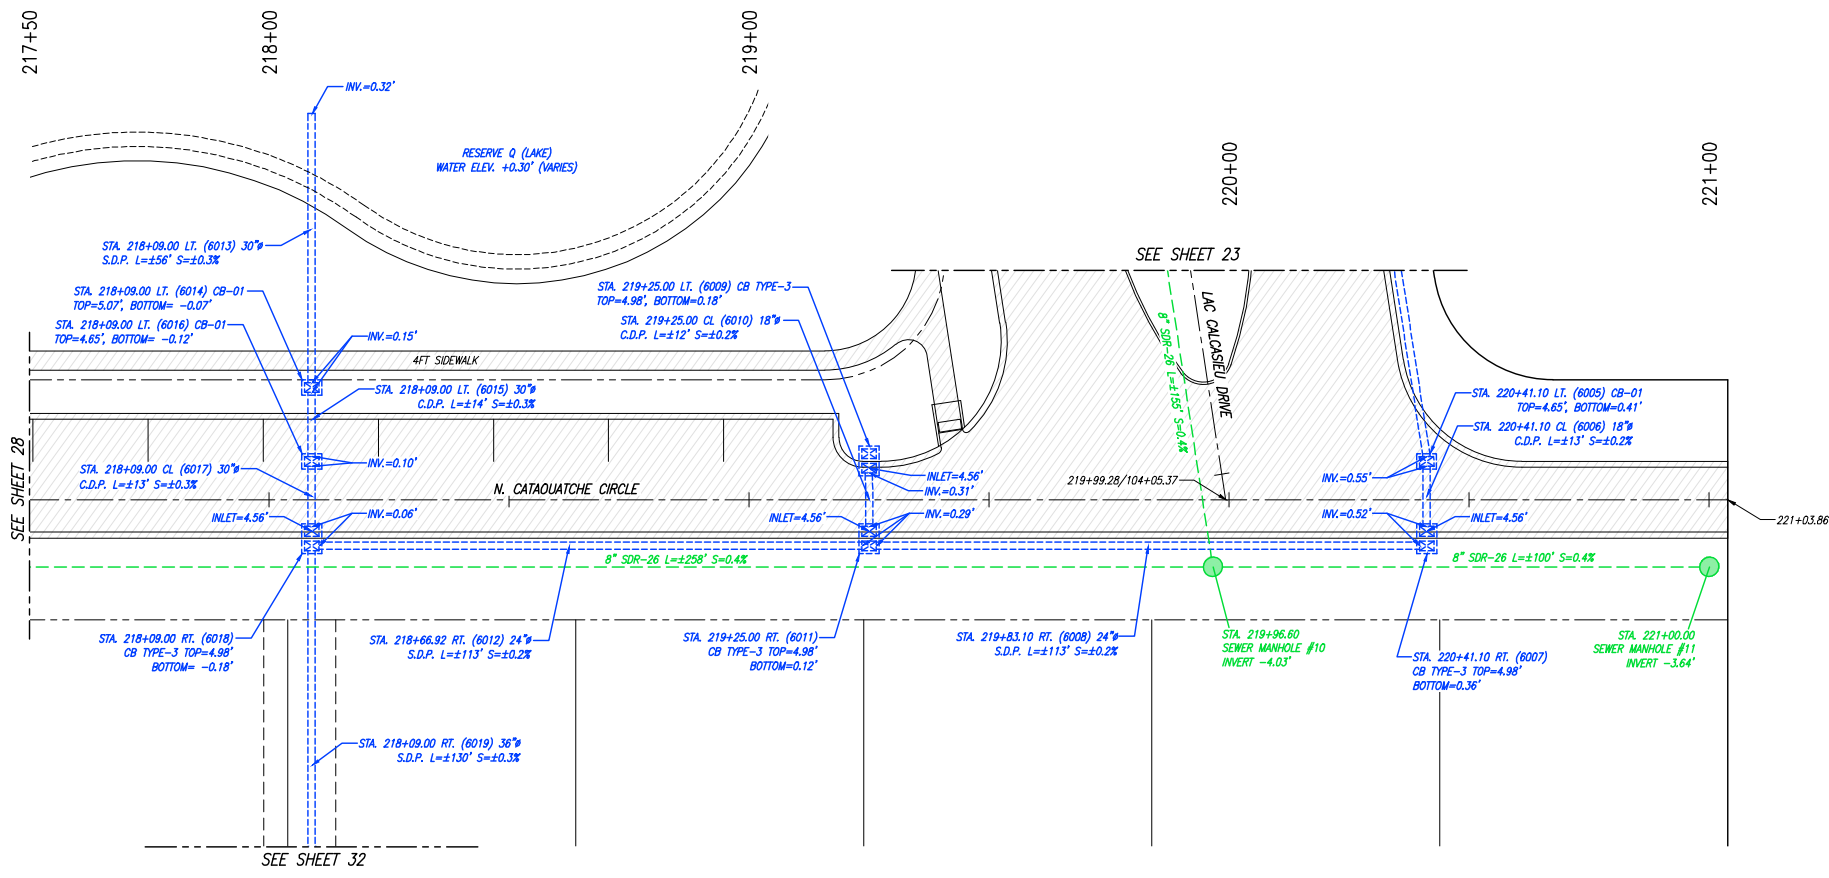 217+50
218+00
219+00
220+00
221+00
INV.=0.32'
RESERVE Q (LAKE)
WATER ELEV. +0.30' (VARIES)
STA. 218+09.00 LT. (6013) 30"ø
S.D.P. L=±56' S=±0.3%
STA. 218+09.00 LT. (6014) CB-01
TOP=5.07', BOTTOM= -0.07'
STA. 218+09.00 LT. (6016) CB-01
TOP=4.65', BOTTOM= -0.12'
INV.=0.15'
4FT SIDEWALK
STA. 218+09.00 LT. (6015) 30"ø
C.D.P. L=±14' S=±0.3%
STA. 219+25.00 LT. (6009) CB TYPE-3
TOP=4.98', BOTTOM=0.18'
STA. 219+25.00 CL (6010) 18"ø
C.D.P. L=±12' S=±0.2%
SEE SHEET 23
LAC CALCASIEU DRIVE
8" SDR-26 L=±155' S=0.4%
STA. 220+41.10 LT. (6005) CB-01
TOP=4.65', BOTTOM=0.41'
STA. 220+41.10 CL (6006) 18"ø
C.D.P. L=±13' S=±0.2%
SEE SHEET 28
STA. 218+09.00 CL (6017) 30"ø
C.D.P. L=±13' S=±0.3%
INV.=0.10'
N. CATAOUATCHE CIRCLE
INLET=4.56'
INV.=0.31'
219+99.28/104+05.37
INV.=0.55'
INLET=4.56'
INV.=0.06'
INLET=4.56'
INV.=0.29'
INV.=0.52'
INLET=4.56'
221+03.86
8" SDR-26 L=±258' S=0.4%
8" SDR-26 L=±100' S=0.4%
STA. 218+09.00 RT. (6018)
CB TYPE-3 TOP=4.98'
BOTTOM= -0.18'
STA. 218+66.92 RT. (6012) 24"ø
S.D.P. L=±113' S=±0.2%
STA. 219+25.00 RT. (6011)
CB TYPE-3 TOP=4.98'
BOTTOM=0.12'
STA. 219+83.10 RT. (6008) 24"ø
S.D.P. L=±113' S=±0.2%
STA. 219+96.60
SEWER MANHOLE #10
INVERT -4.03'
STA. 220+41.10 RT. (6007)
CB TYPE-3 TOP=4.98'
BOTTOM=0.36'
STA. 221+00.00
SEWER MANHOLE #11
INVERT -3.64'
STA. 218+09.00 RT. (6019) 36"ø
S.D.P. L=±130' S=±0.3%
SEE SHEET 32